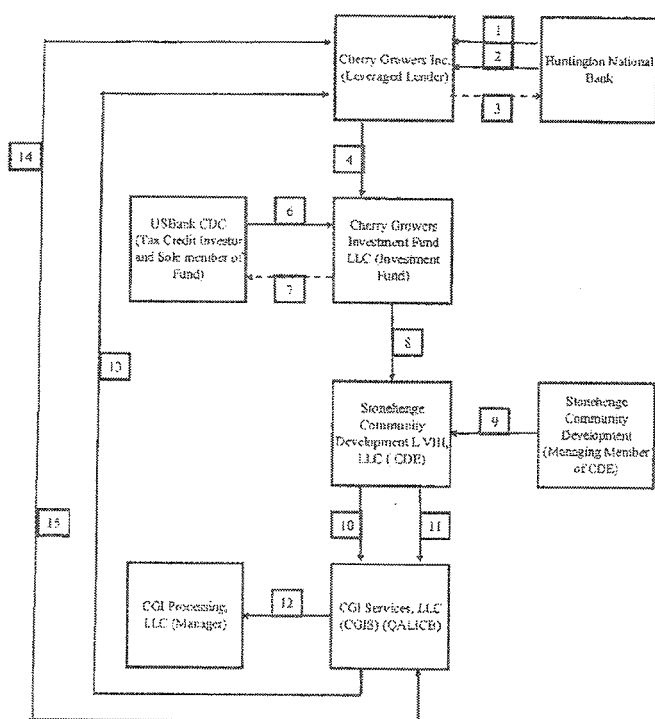 1
Cherry Growers Inc.
(Leveraged Lender)
2
Huntington National
Bank
3
14
4
USBank CDC
(Tax Credit Investor
and Sole member of
Fund)
6
Cherry Growers
Investment Fund
LLC (Investment
Fund)
7
8
13
Stonehenge
Community
Development LVIII,
LLC ( CDE)
9
Stonehenge
Community
Development
(Managing Member
of CDE)
15
10
11
CGI Processing,
LLC (Manager)
12
CGI Services, LLC
(CGIS) (QALICB)